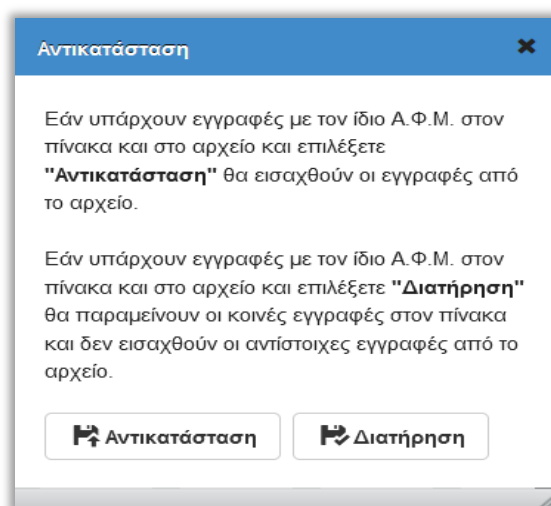 Αντικατάσταση
Εάν υπάρχουν εγγραφές με τον ίδιο Α.Φ.Μ. στον
πίνακα και στο αρχείο και επιλέξετε
"Αντικατάσταση" θα εισαχθούν οι εγγραφές από
το αρχείο.
Εάν υπάρχουν εγγραφές με τον ίδιο Α.Φ.Μ. στον
πίνακα και στο αρχείο και επιλέξετε "Διατήρηση"
θα παραμείνουν οι κοινές εγγραφές στον πίνακα
και δεν εισαχθούν οι αντίστοιχες εγγραφές από το
αρχείο.
Αντικατάσταση Διατήρηση